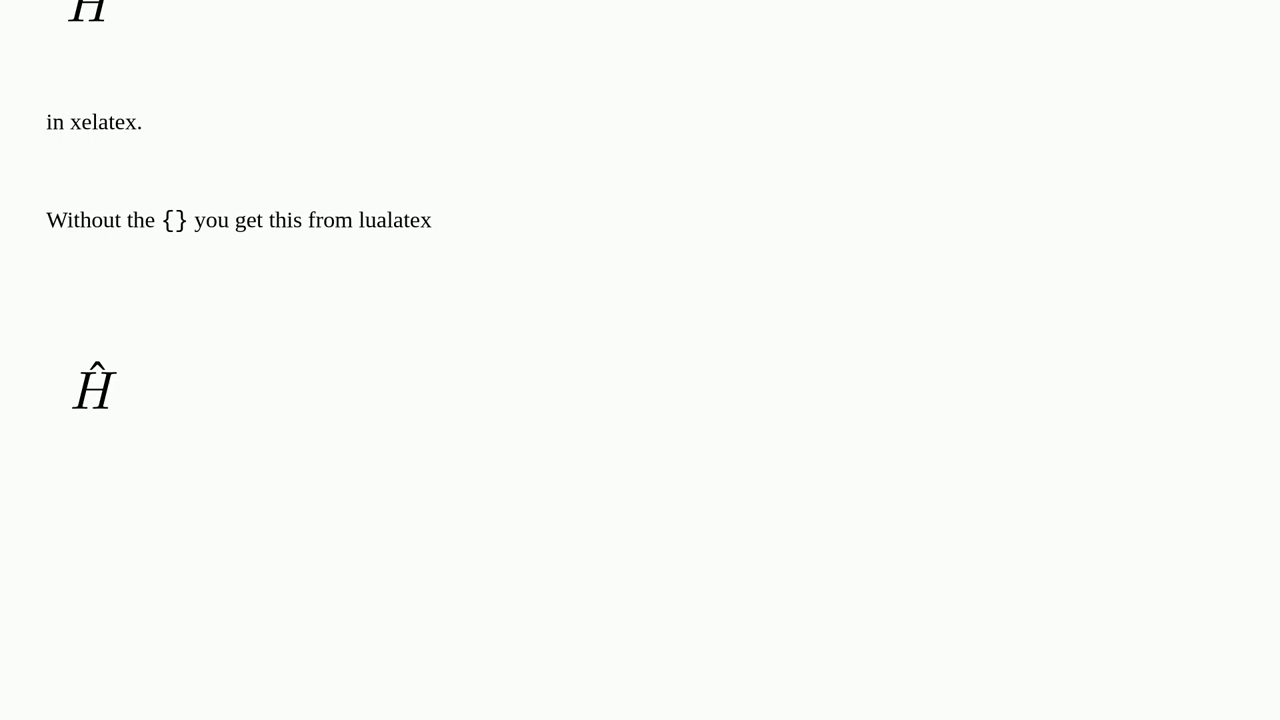 H
in xelatex.
Without the {} you get this from lualatex
Ĥ